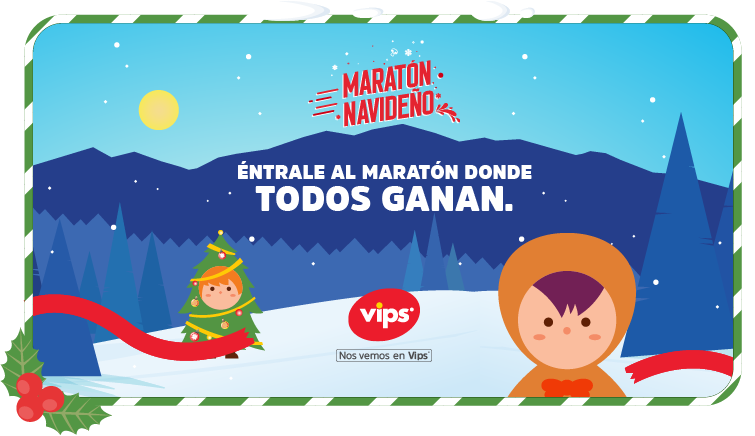 MARATÓN
NAVIDEÑO
ÉNTRALE AL MARATÓN DONDE
TODOS GANAN.
vips
Nos vemos en Vips